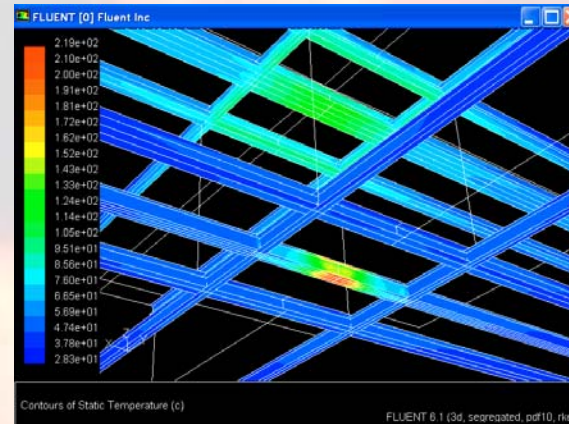 FLUENT [0] Fluent Inc
2.19e+02
2.10e+02
2.00e+02
1.91e+02
1.81e+02
1.71e+02
1.62e+02
1.52e+02
1.43e+02
1.33e+02
1.24e+02
1.14e+02
1.05e+02
9.51e+01
8.56e+01
7.60e+01
6.65e+01
5.69e+01
4.74e+01
3.78e+01
2.83e+01
Z
Y
X
Contours of Static Temperature (c)
FLUENT 6.1 (3d, segregated, pdf10, rke